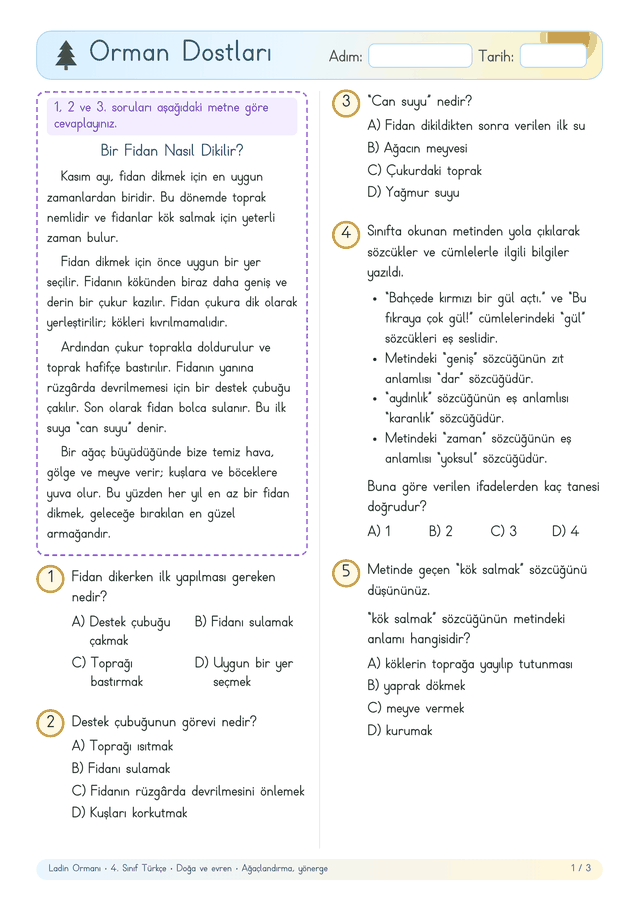 Orman Dostları
Adım:
Tarih:
1, 2 ve 3. soruları aşağıdaki metne göre
cevaplayınız.
Bir Fidan Nasıl Dikilir?
Kasım ayı, fidan dikmek için en uygun
zamanlardan biridir. Bu dönemde toprak
nemlidir ve fidanlar kök salmak için yeterli
zaman bulur.
Fidan dikmek için önce uygun bir yer
seçilir. Fidanın kökünden biraz daha geniş ve
derin bir çukur kazılır. Fidan çukura dik olarak
yerleştirilir; kökleri kıvrılmamalıdır.
Ardından çukur toprakla doldurulur ve
toprak hafifçe bastırılır. Fidanın yanına
rüzgârda devrilmemesi için bir destek çubuğu
çakılır. Son olarak fidan bolca sulanır. Bu ilk
suya "can suyu" denir.
Bir ağaç büyüdüğünde bize temiz hava,
gölge ve meyve verir; kuşlara ve böceklere
yuva olur. Bu yüzden her yıl en az bir fidan
dikmek, geleceğe bırakılan en güzel
armağandır.
1 Fidan dikerken ilk yapılması gereken
nedir?
A) Destek çubuğu çakmak B) Fidanı sulamak
C) Toprağı bastırmak D) Uygun bir yer seçmek
2 Destek çubuğunun görevi nedir?
A) Toprağı ısıtmak
B) Fidanı sulamak
C) Fidanın rüzgârda devrilmesini önlemek
D) Kuşları korkutmak
3 "Can suyu" nedir?
A) Fidan dikildikten sonra verilen ilk su
B) Ağacın meyvesi
C) Çukurdaki toprak
D) Yağmur suyu
4 Sınıfta okunan metinden yola çıkılarak
sözcükler ve cümlelerle ilgili bilgiler
yazıldı.
• "Bahçede kırmızı bir gül açtı." ve "Bu
fıkraya çok gül!" cümlelerindeki "gül"
sözcükleri eş seslidir.
• Metindeki "geniş" sözcüğünün zıt
anlamlısı "dar" sözcüğüdür.
• "aydınlık" sözcüğünün eş anlamlısı
"karanlık" sözcüğüdür.
• Metindeki "zaman" sözcüğünün eş
anlamlısı "yoksul" sözcüğüdür.
Buna göre verilen ifadelerden kaç tanesi
doğrudur?
A) 1 B) 2 C) 3 D) 4
5 Metinde geçen "kök salmak" sözcüğünü
düşününüz.
"kök salmak" sözcüğünün metindeki
anlamı hangisidir?
A) köklerin toprağa yayılıp tutunması
B) yaprak dökmek
C) meyve vermek
D) kurumak
Ladin Ormanı • 4. Sınıf Türkçe • Doğa ve evren • Ağaçlandırma, yönerge
1 / 3